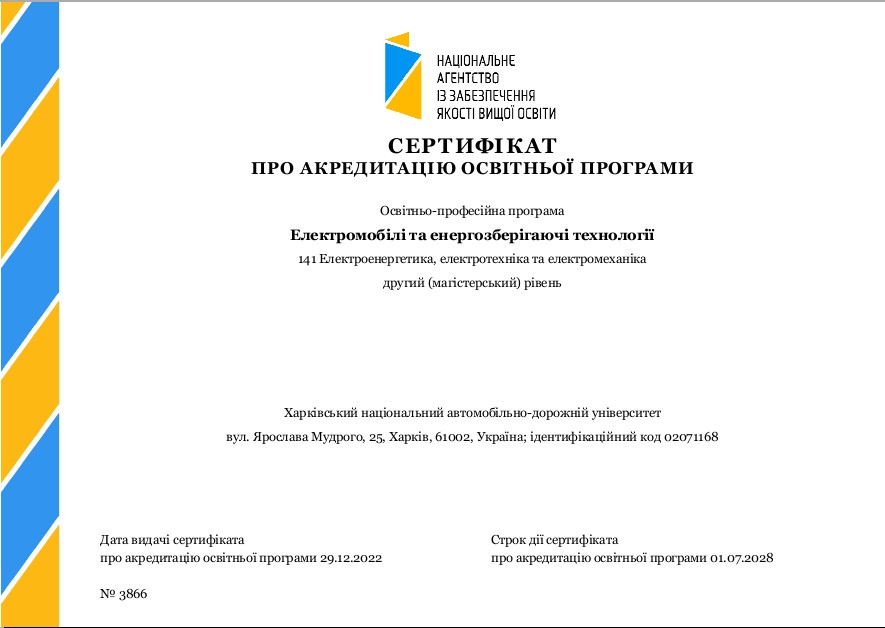 НАЦІОНАЛЬНЕ
АГЕНТСТВО
ІЗ ЗАБЕЗПЕЧЕННЯ
ЯКОСТІ ВИЩОЇ ОСВІТИ
СЕРТИФІКАТ
ПРО АКРЕДИТАЦІЮ ОСВІТНЬОЇ ПРОГРАМИ
Освітньо-професійна програма
Електромобілі та енергозберігаючі технології
141 Електроенергетика, електротехніка та електромеханіка
другий (магістерський) рівень
Харківський національний автомобільно-дорожній університет
вул. Ярослава Мудрого, 25, Харків, 61002, Україна; ідентифікаційний код 02071168
Дата видачі сертифіката
про акредитацію освітньої програми 29.12.2022
Строк дії сертифіката
про акредитацію освітньої програми 01.07.2028
№ 3866